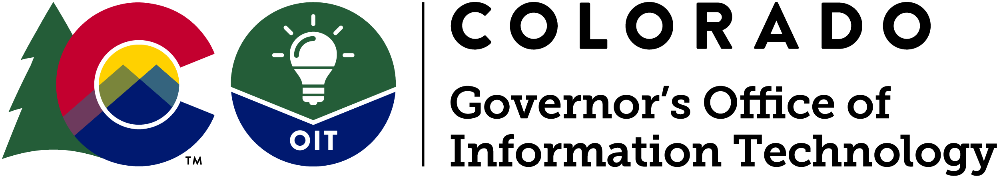 TM
OIT
COLORADO
Governor's Office of
Information Technology